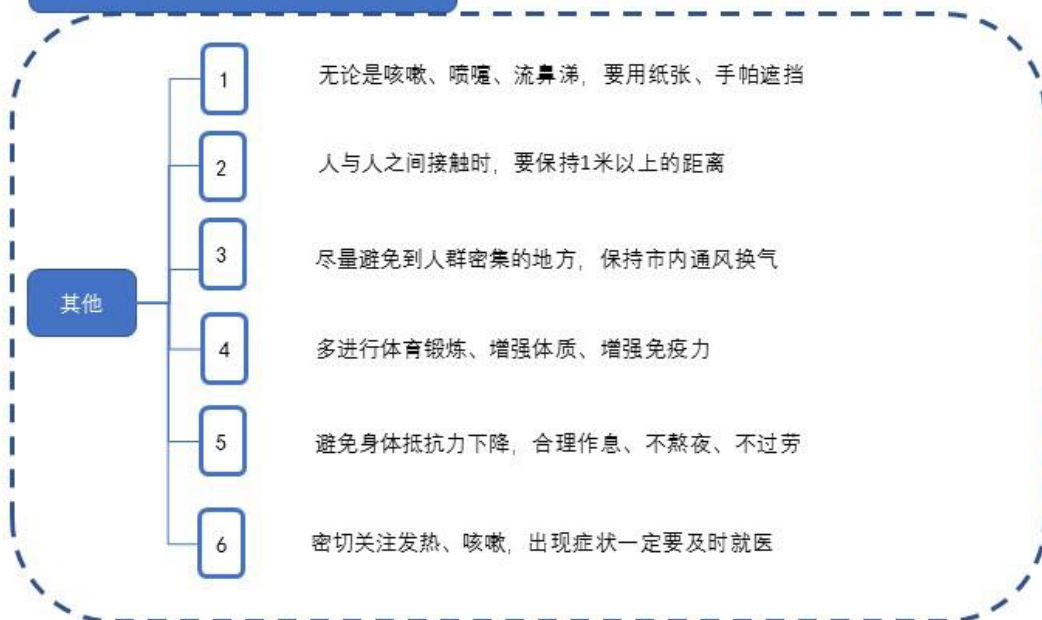 1
无论是咳嗽、喷嚏、流鼻涕，要用纸张、手帕遮挡
2
人与人之间接触时，要保持1米以上的距离
3
尽量避免到人群密集的地方，保持市内通风换气
其他
4
多进行体育锻炼、增强体质、增强免疫力
5
避免身体抵抗力下降，合理作息、不熬夜、不过劳
6
密切关注发热、咳嗽，出现症状一定要及时就医